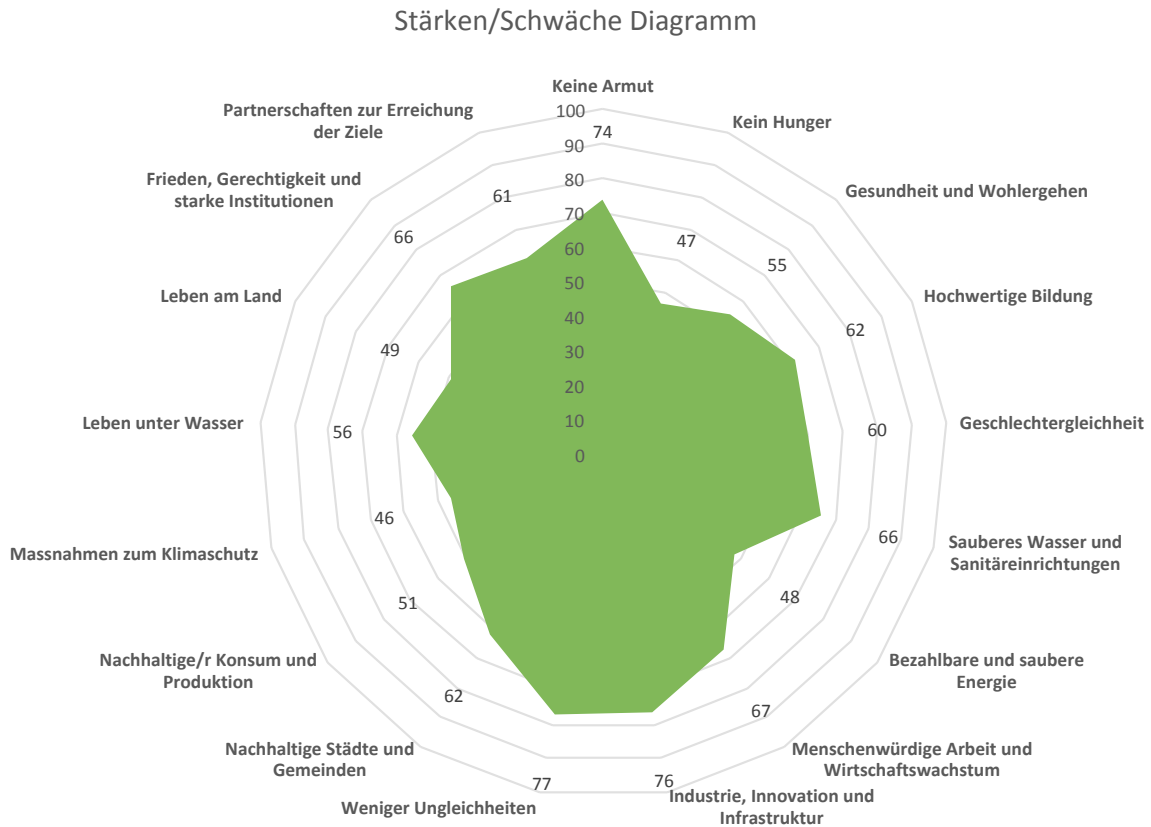 Stärken/Schwäche Diagramm
Keine Armut
Kein Hunger
Gesundheit und Wohlergehen
Hochwertige Bildung
Geschlechtergleichheit
Sauberes Wasser und
Sanitäreinrichtungen
Bezahlbare und saubere
Energie
Menschenwürdige Arbeit und
Wirtschaftswachstum
Industrie, Innovation und
Infrastruktur
Weniger Ungleichheiten
Nachhaltige Städte und
Gemeinden
Nachhaltige/r Konsum und
Produktion
Massnahmen zum Klimaschutz
Leben unter Wasser
Leben am Land
Frieden, Gerechtigkeit und
starke Institutionen
Partnerschaften zur Erreichung
der Ziele
100
90
80
70
60
50
40
30
20
10
0
74
47
55
62
60
66
48
67
76
77
62
51
46
56
49
66
61